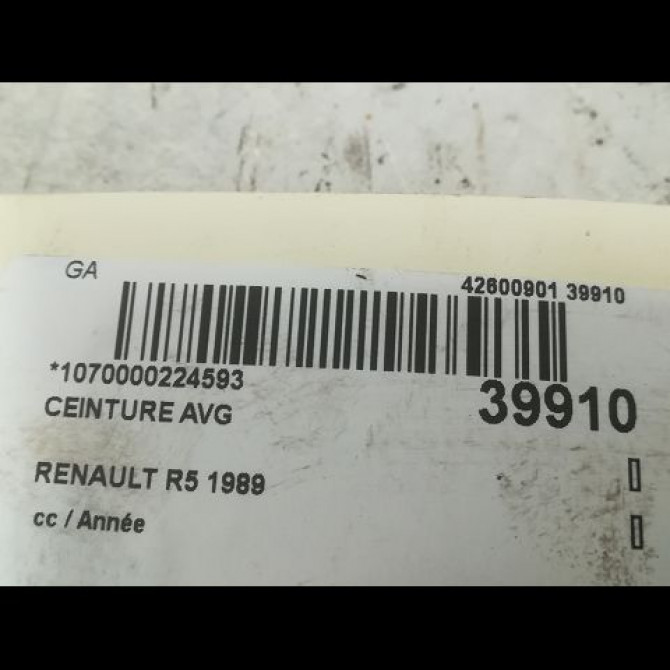 GA
42600901 39910
*1070000224593
39910
CEINTURE AVG
RENAULT R5 1989
cc / Année